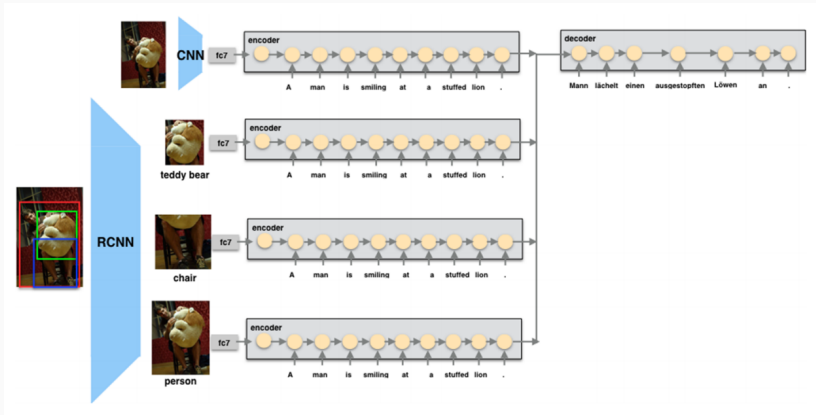 CNN
fc7
encoder
A man is smiling at a stuffed lion .
decoder
Mann lächelt einen ausgestopften Löwen an .
RCNN
teddy bear
fc7
encoder
A man is smiling at a stuffed lion .
chair
fc7
encoder
A man is smiling at a stuffed lion .
person
fc7
encoder
A man is smiling at a stuffed lion .